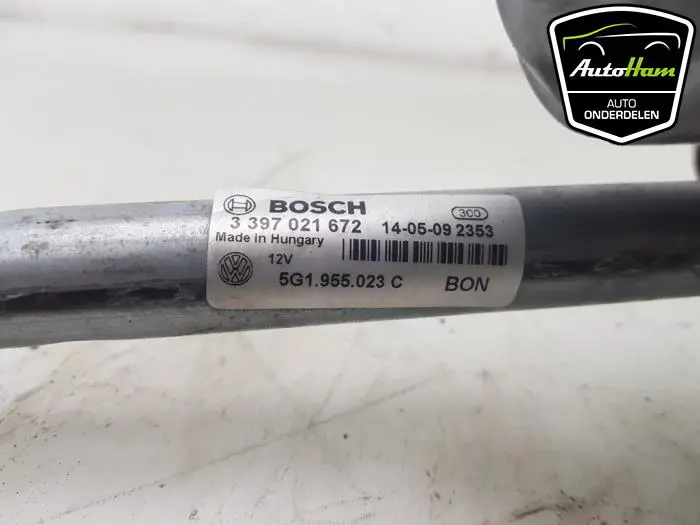 AutoHam
AUTO
ONDERDELEN
BOSCH
300
3 397 021 672 14-05-09 2353
Made in Hungary
12V
5G1.955.023 C BON